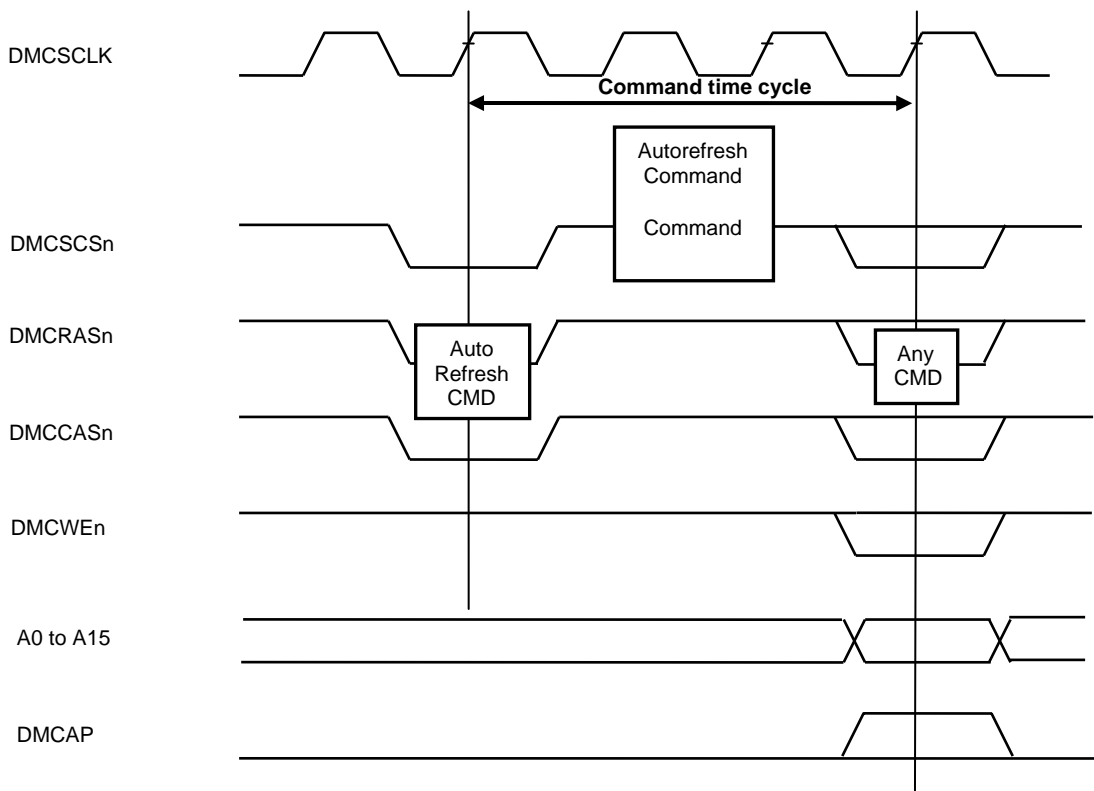 DMCSCLK
Command time cycle
Autorefresh
Command
Command
DMCSCSn
DMCRASn
Auto
Refresh
CMD
Any
CMD
DMCCASn
DMCWEn
A0 to A15
DMCAP